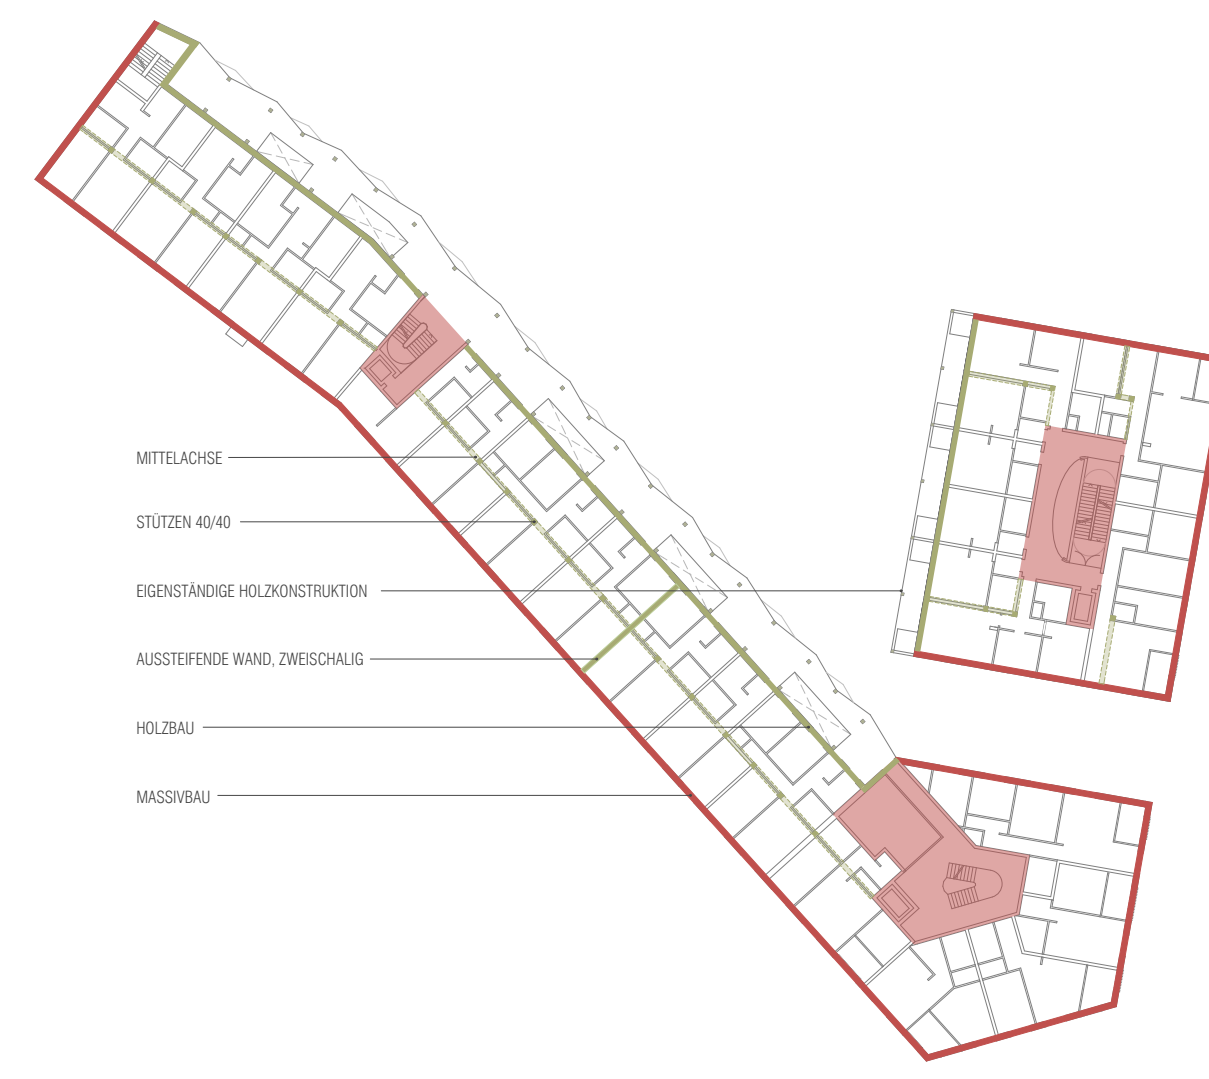 MITTELACHSE
STÜTZEN 40/40
EIGENSTÄNDIGE HOLZKONSTRUKTION
AUSSTEIFENDE WAND, ZWEISCHALIG
HOLZBAU
MASSIVBAU